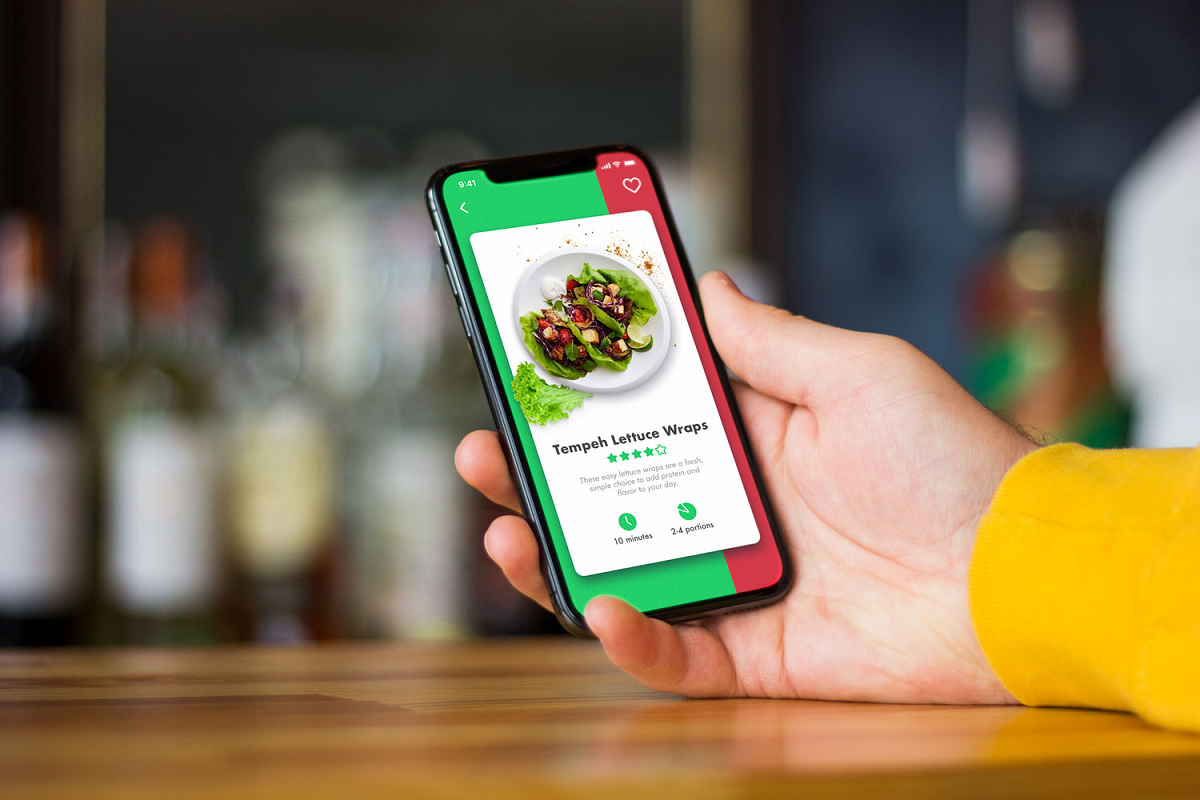 9:41
Tempeh Lettuce Wraps
These easy lettuce wraps are a fresh,
simple choice to add protein and
flavor to your day.
10 minutes
2-4 portions